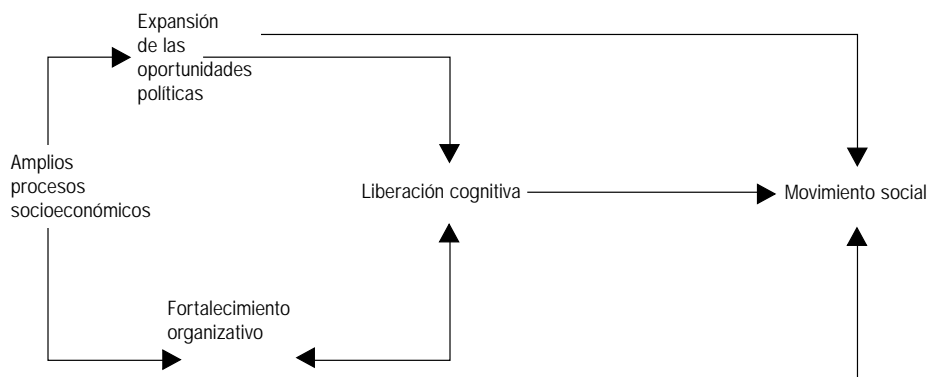 Expansión
de las
oportunidades
políticas
Amplios
procesos
socioeconómicos
Liberación cognitiva
Movimiento social
Fortalecimiento
organizativo